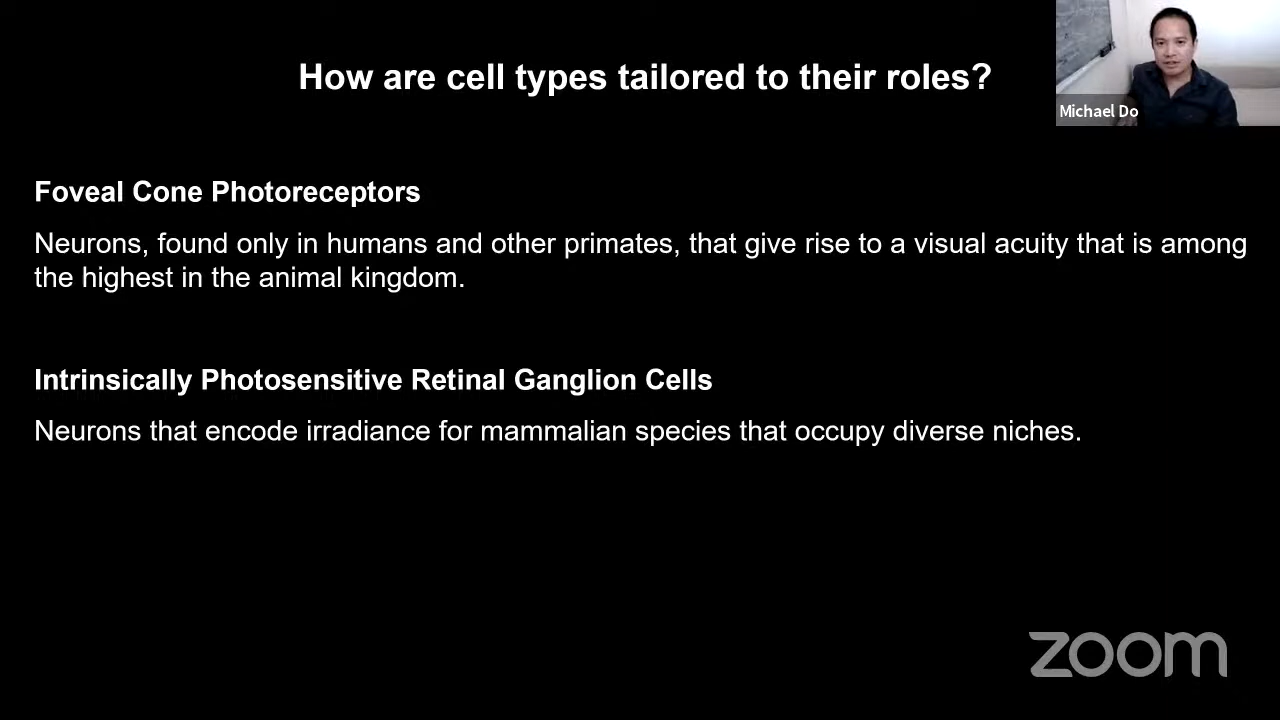 How are cell types tailored to their roles?
Michael Do
Foveal Cone Photoreceptors
Neurons, found only in humans and other primates, that give rise to a visual acuity that is among
the highest in the animal kingdom.
Intrinsically Photosensitive Retinal Ganglion Cells
Neurons that encode irradiance for mammalian species that occupy diverse niches.
zoom